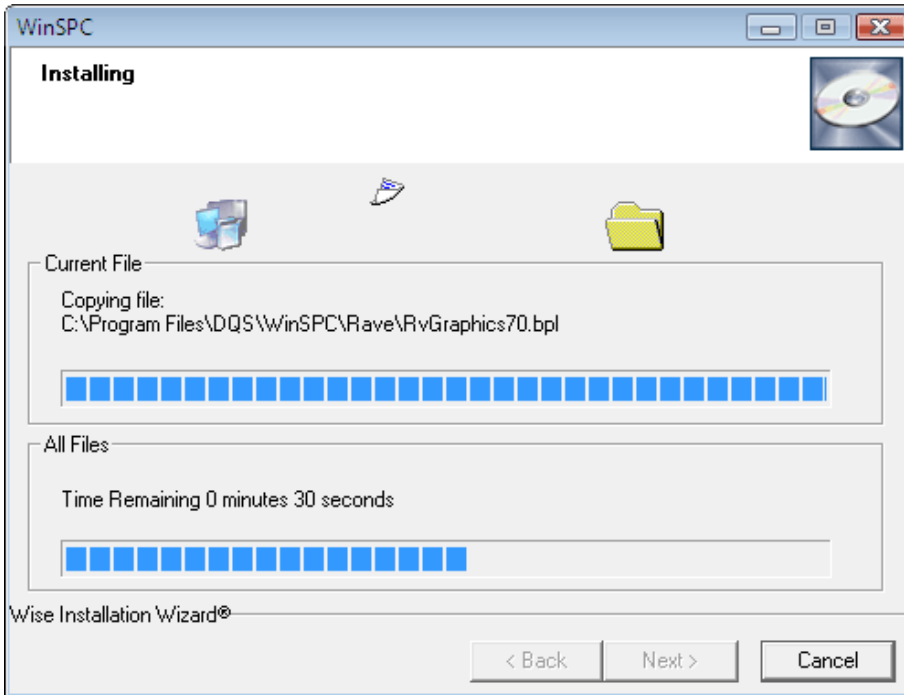 WinSPC
Installing
Current File
Copying file:
C:\Program Files\DQS\WinSPC\Rave\RvGraphics70.bpl
All Files
Time Remaining 0 minutes 30 seconds
Wise Installation Wizard®
< Back
Next >
Cancel